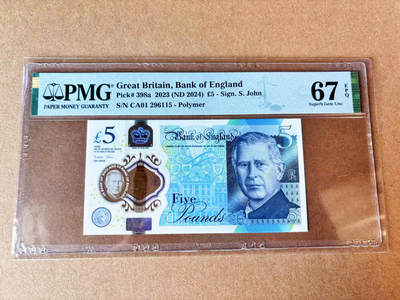 PMG
PAPER MONEY GUARANTY
Great Britain, Bank of England
Pick# 398a 2023 (ND 2024) £5 - Sign. S. John
S/N CA01 296115 - Polymer
67 EPQ
Superb Gem Unc
£5
Bank of England
5
Five
Pounds